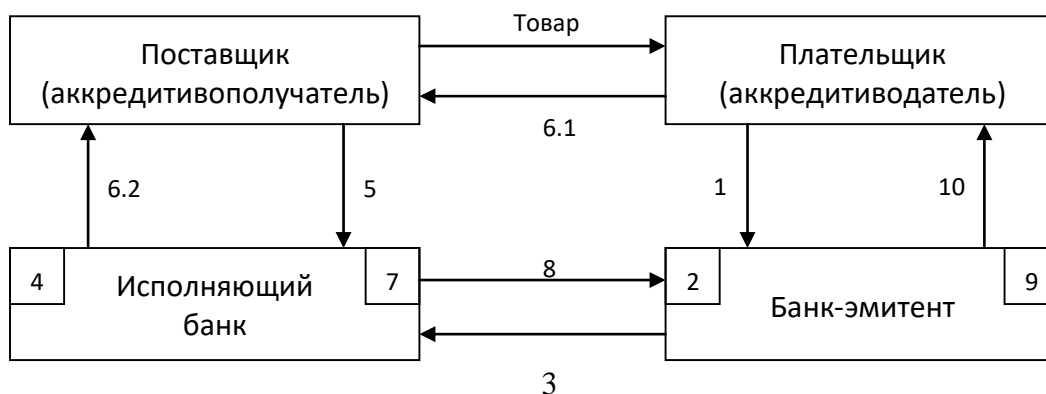 Товар
Поставщик
(аккредитивополучатель)
Плательщик
(аккредитиводатель)
6.1
6.2
5
1
10
4
Исполняющий
банк
7
8
2
Банк-эмитент
9
3